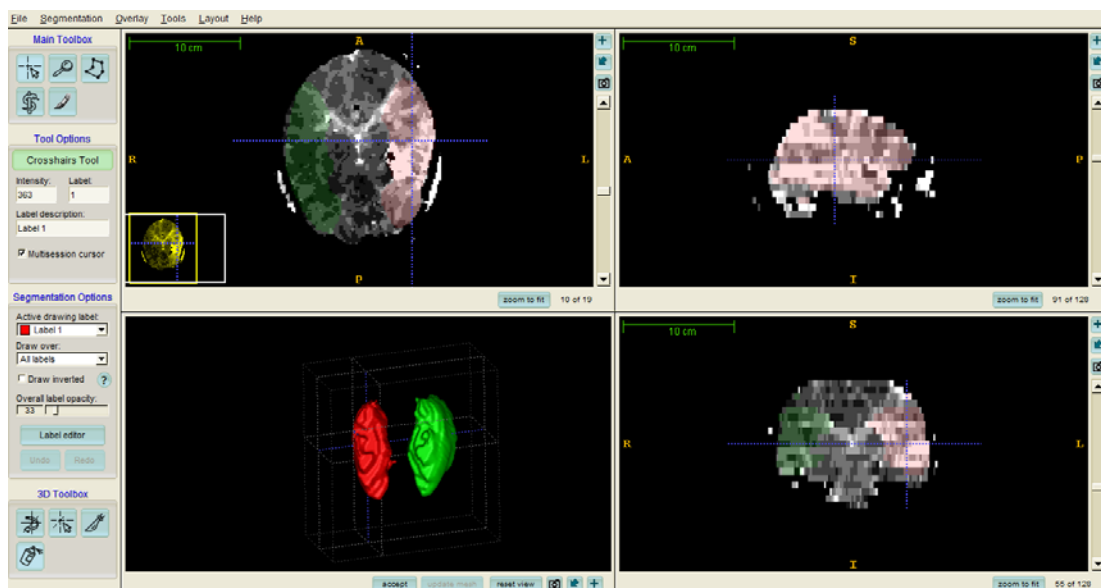 File Segmentation Overlay Tools Layout Help
Main Toolbox
Tool Options
Crosshairs Tool
Intensity: Label:
363 1
Label description:
Label 1
Multisession cursor
Segmentation Options
Active drawing label:
Label 1
Draw over:
All labels
Draw inverted ?
Overall label opacity:
33
Label editor
Undo Redo
3D Toolbox
10 cm
A
R
L
P
zoom to fit 10 of 19
S
A
P
I
zoom to fit 91 of 128
accept update mesh reset view
10 cm
S
R
L
I
zoom to fit 55 of 128